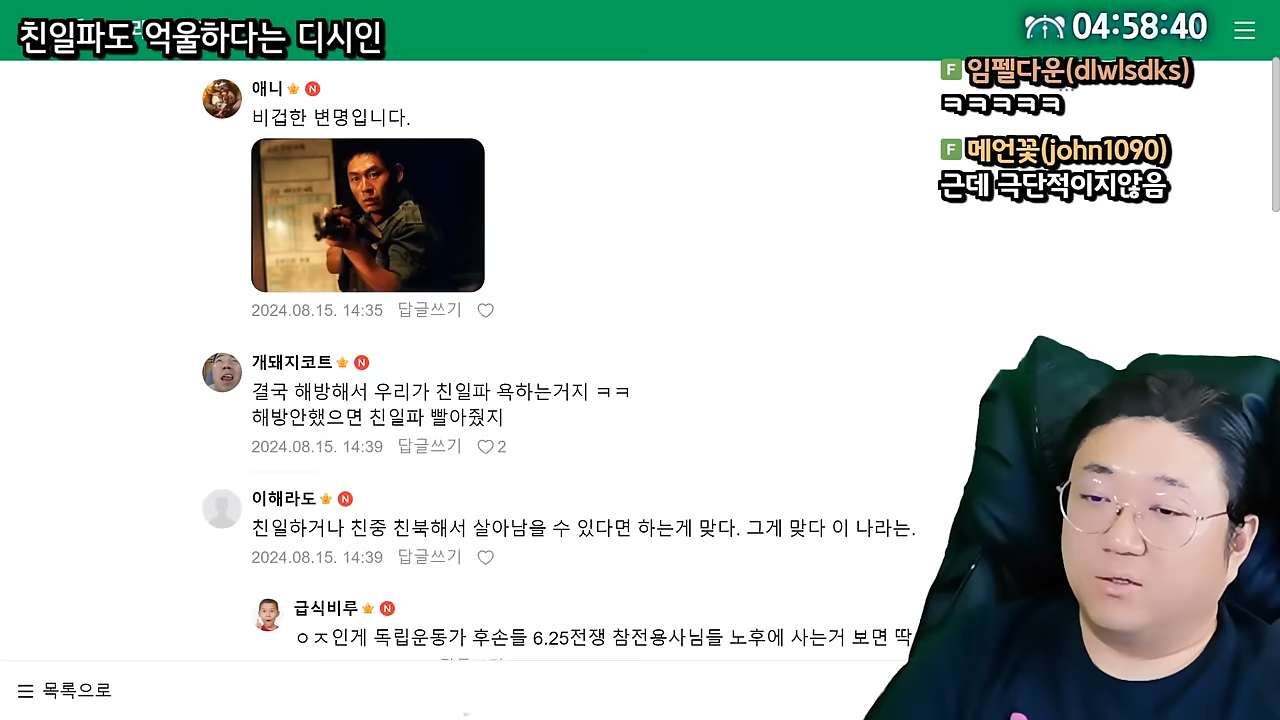 친일파도 억울하다는 디시인
04:58:40
F 임펠다운(dlwlsdks)
ㅋㅋㅋㅋㅋ
F 메언꽃(john1090)
근데 극단적이지않음
애니 N
비겁한 변명입니다.
2024.08.15. 14:35 답글쓰기
개돼지코트 N
결국 해방해서 우리가 친일파 욕하는거지 ㅋㅋ
해방안했으면 친일파 빨아줬지
2024.08.15. 14:39 답글쓰기 2
이해라도 N
친일하거나 친중 친북해서 살아남을 수 있다면 하는게 맞다. 그게 맞다 이 나라는.
2024.08.15. 14:39 답글쓰기
급식비루 N
ㅇㅈ인게 독립운동가 후손들 6.25전쟁 참전용사님들 노후에 사는거 보면 딱
목록으로